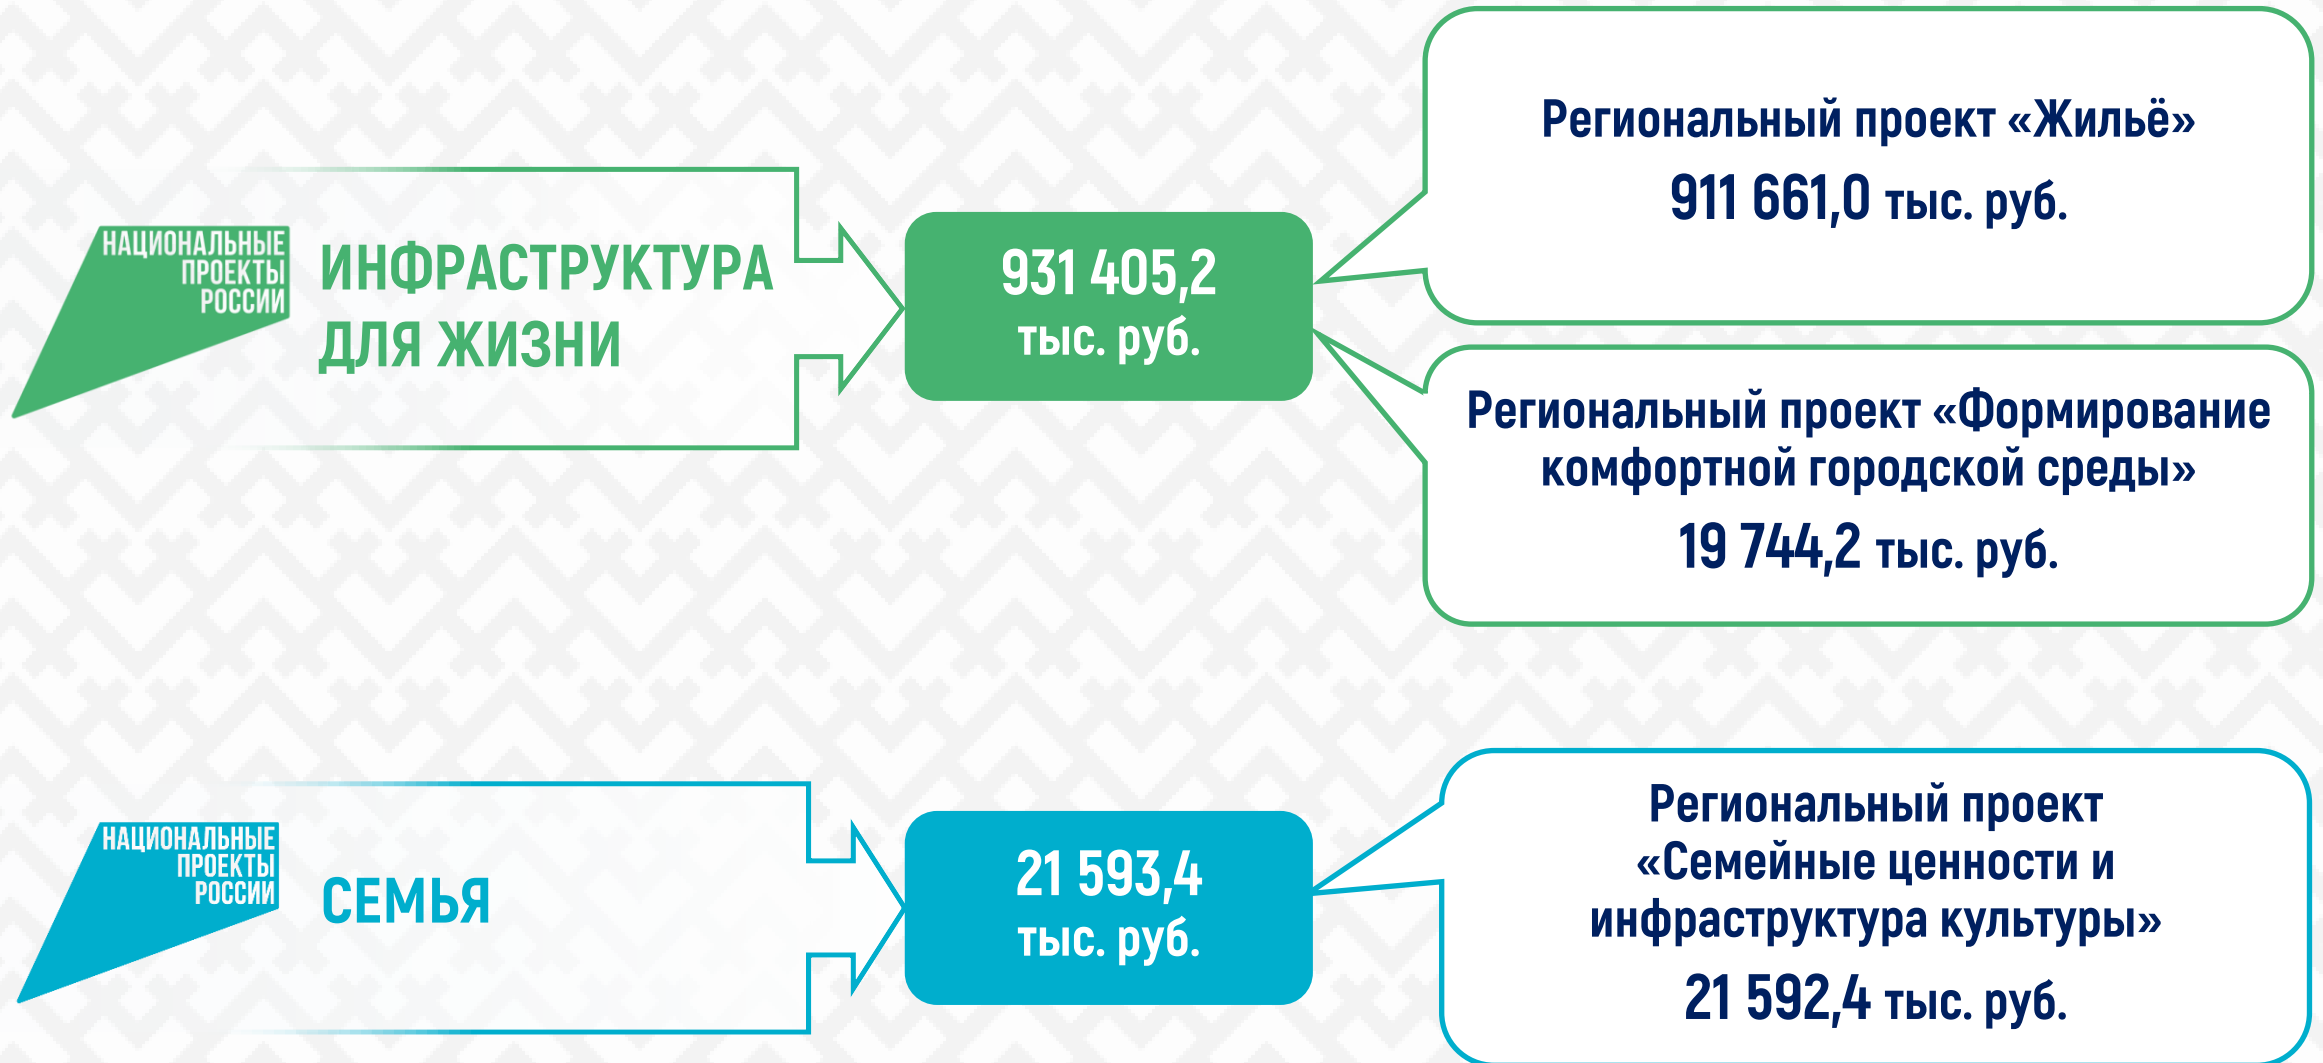 НАЦИОНАЛЬНЫЕ
ПРОЕКТЫ
РОССИИ
ИНФРАСТРУКТУРА
ДЛЯ ЖИЗНИ
931 405,2
тыс. руб.
Региональный проект «Жильё»
911 661,0 тыс. руб.
Региональный проект «Формирование
комфортной городской среды»
19 744,2 тыс. руб.
НАЦИОНАЛЬНЫЕ
ПРОЕКТЫ
РОССИИ
СЕМЬЯ
21 593,4
тыс. руб.
Региональный проект
«Семейные ценности и
инфраструктура культуры»
21 592,4 тыс. руб.